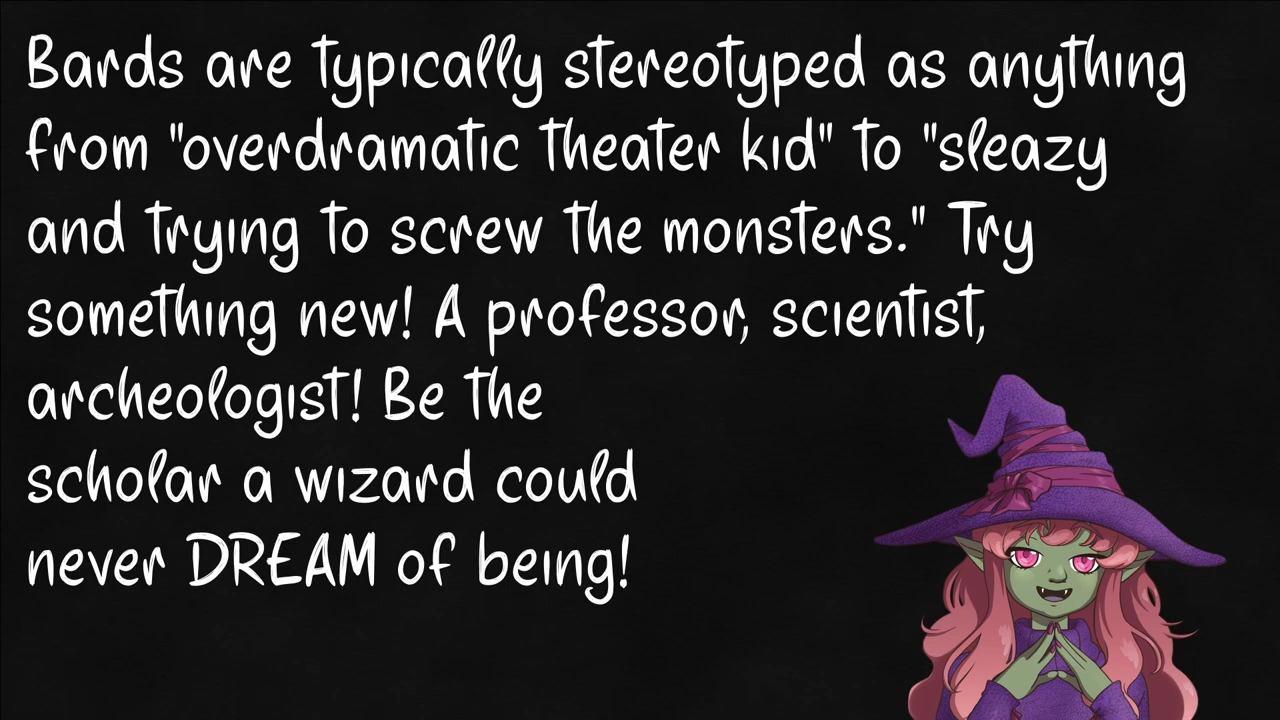 Bards are typically stereotyped as anything
from "overdramatic theater kid" to "sleazy
and trying to screw the monsters." Try
something new! A professor, scientist,
archeologist! Be the
scholar a wizard could
never DREAM of being!